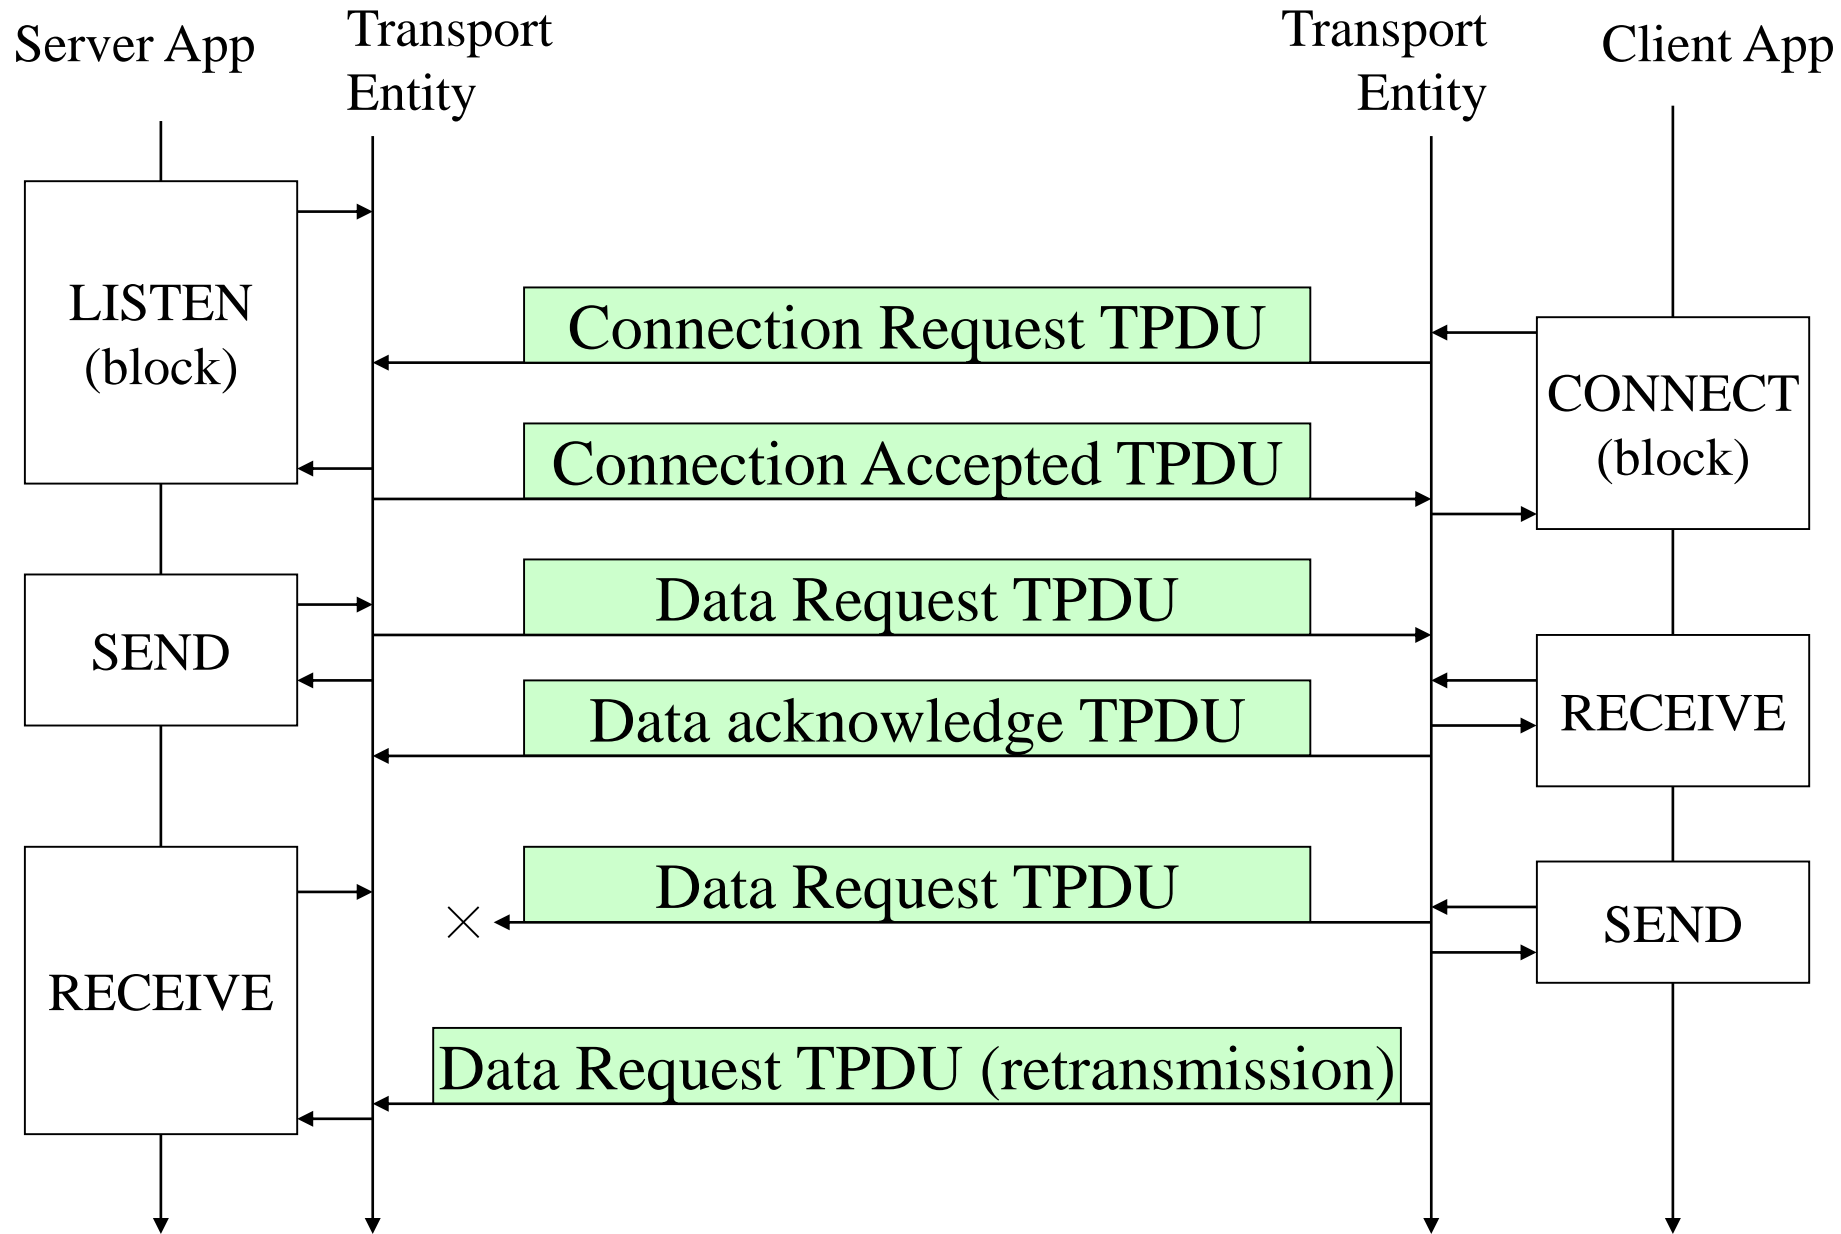 Server App
Transport
Entity
Transport
Entity
Client App
LISTEN
(block)
Connection Request TPDU
CONNECT
(block)
Connection Accepted TPDU
Data Request TPDU
SEND
Data acknowledge TPDU
RECEIVE
Data Request TPDU
SEND
RECEIVE
Data Request TPDU (retransmission)